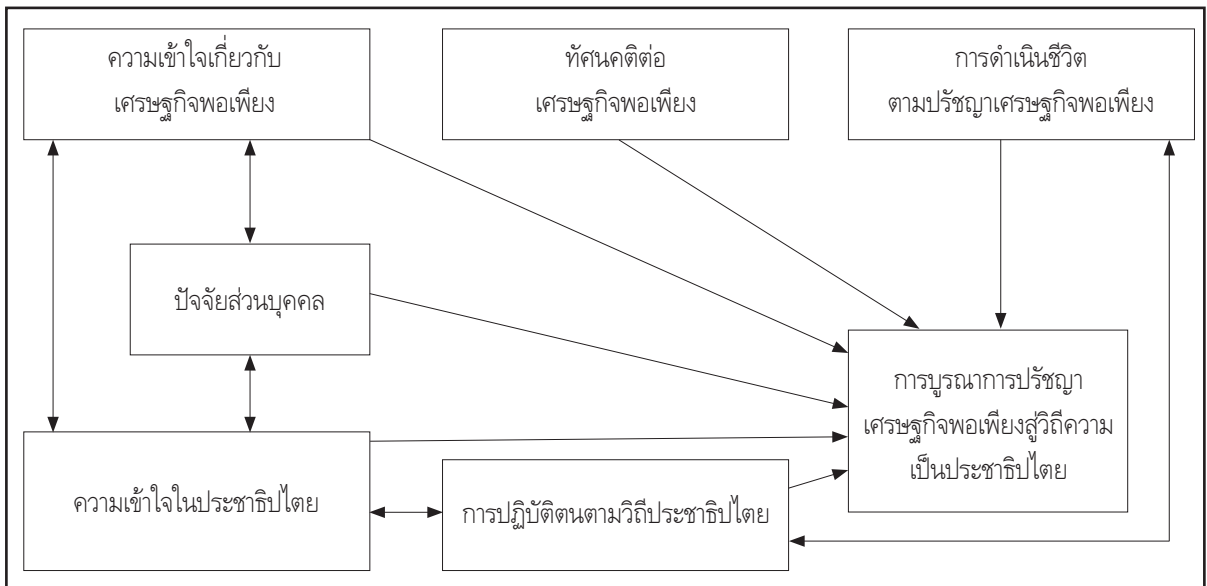 ความเข้าใจเกี่ยวกับ
เศรษฐกิจพอเพียง
ทัศนคติต่อ
เศรษฐกิจพอเพียง
การดำเนินชีวิต
ตามปรัชญาเศรษฐกิจพอเพียง
ปัจจัยส่วนบุคคล
การบูรณาการปรัชญา
เศรษฐกิจพอเพียงสู่วิถีความ
เป็นประชาธิปไตย
ความเข้าใจในประชาธิปไตย
การปฏิบัติตนตามวิถีประชาธิปไตย